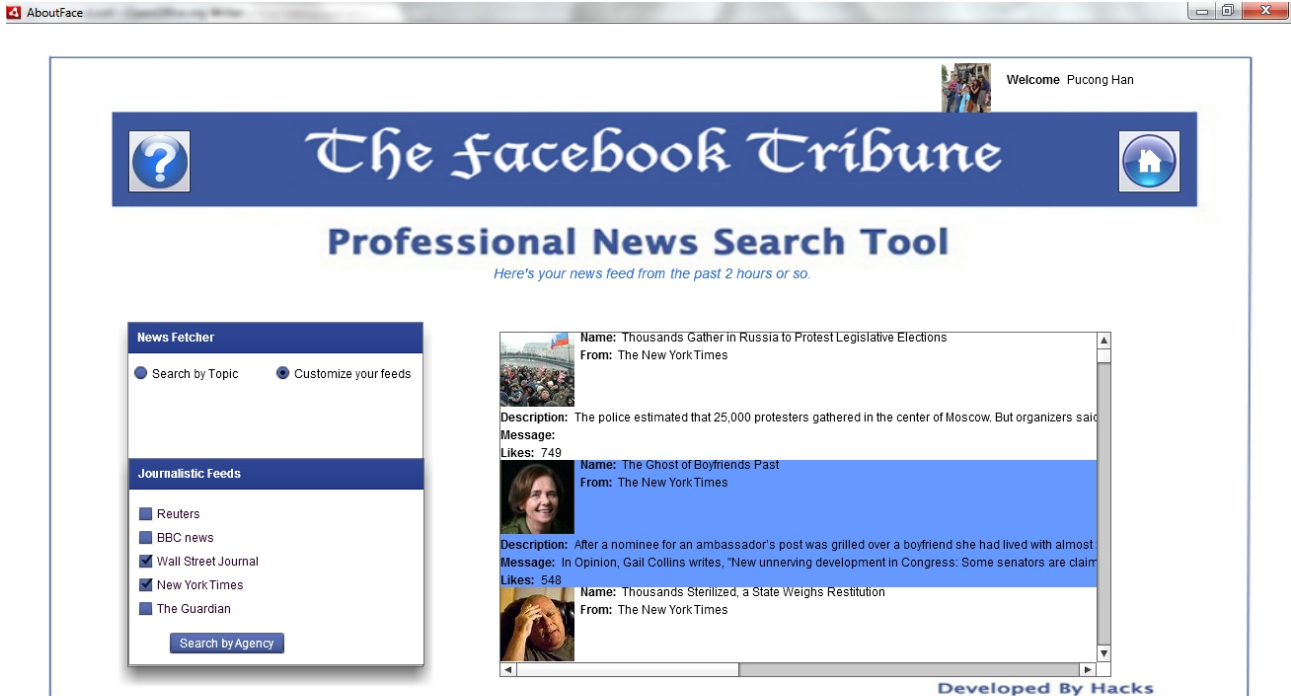 AboutFace
Welcome Pucong Han
The Facebook Tribune
Professional News Search Tool
Here's your news feed from the past 2 hours or so.
News Fetcher
Search by Topic
Customize your feeds
Journalistic Feeds
Reuters
BBC news
Wall Street Journal
New York Times
The Guardian
Search by Agency
Name: Thousands Gather in Russia to Protest Legislative Elections
From: The New York Times
Description: The police estimated that 25,000 protesters gathered in the center of Moscow. But organizers said
Message:
Likes: 749
Name: The Ghost of Boyfriends Past
From: The New York Times
Description: After a nominee for an ambassador's post was grilled over a boyfriend she had lived with almost
Message: In Opinion, Gail Collins writes, "New unnerving development in Congress: Some senators are claim
Likes: 548
Name: Thousands Sterilized, a State Weighs Restitution
From: The New York Times
Developed By Hacks